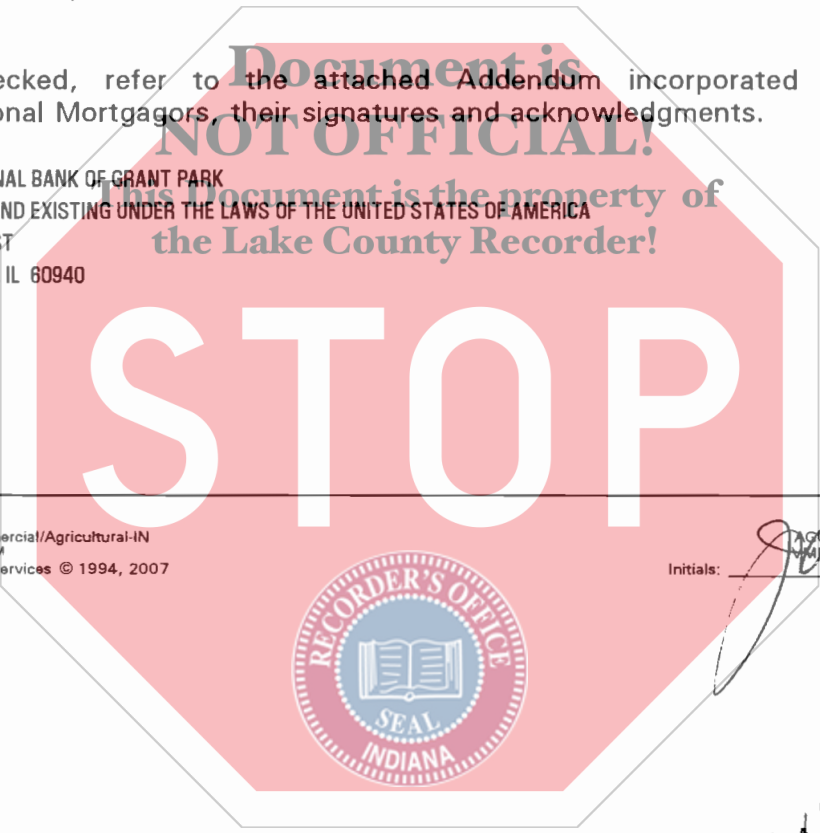 Document is
ecked, refer to the attached Addendum incorporated
onal Mortgagors, their signatures and acknowledgments.
NOT OFFICIAL!
NAL BANK OF GRANT PARK
This Document is the property of
ND EXISTING UNDER THE LAWS OF THE UNITED STATES OF AMERICA
the Lake County Recorder!
ST
IL 60940
STOP
ercial/Agricultural-IN
ervices © 1994, 2007
Initials:
RECORDER'S OFFICE
SEAL
INDIANA